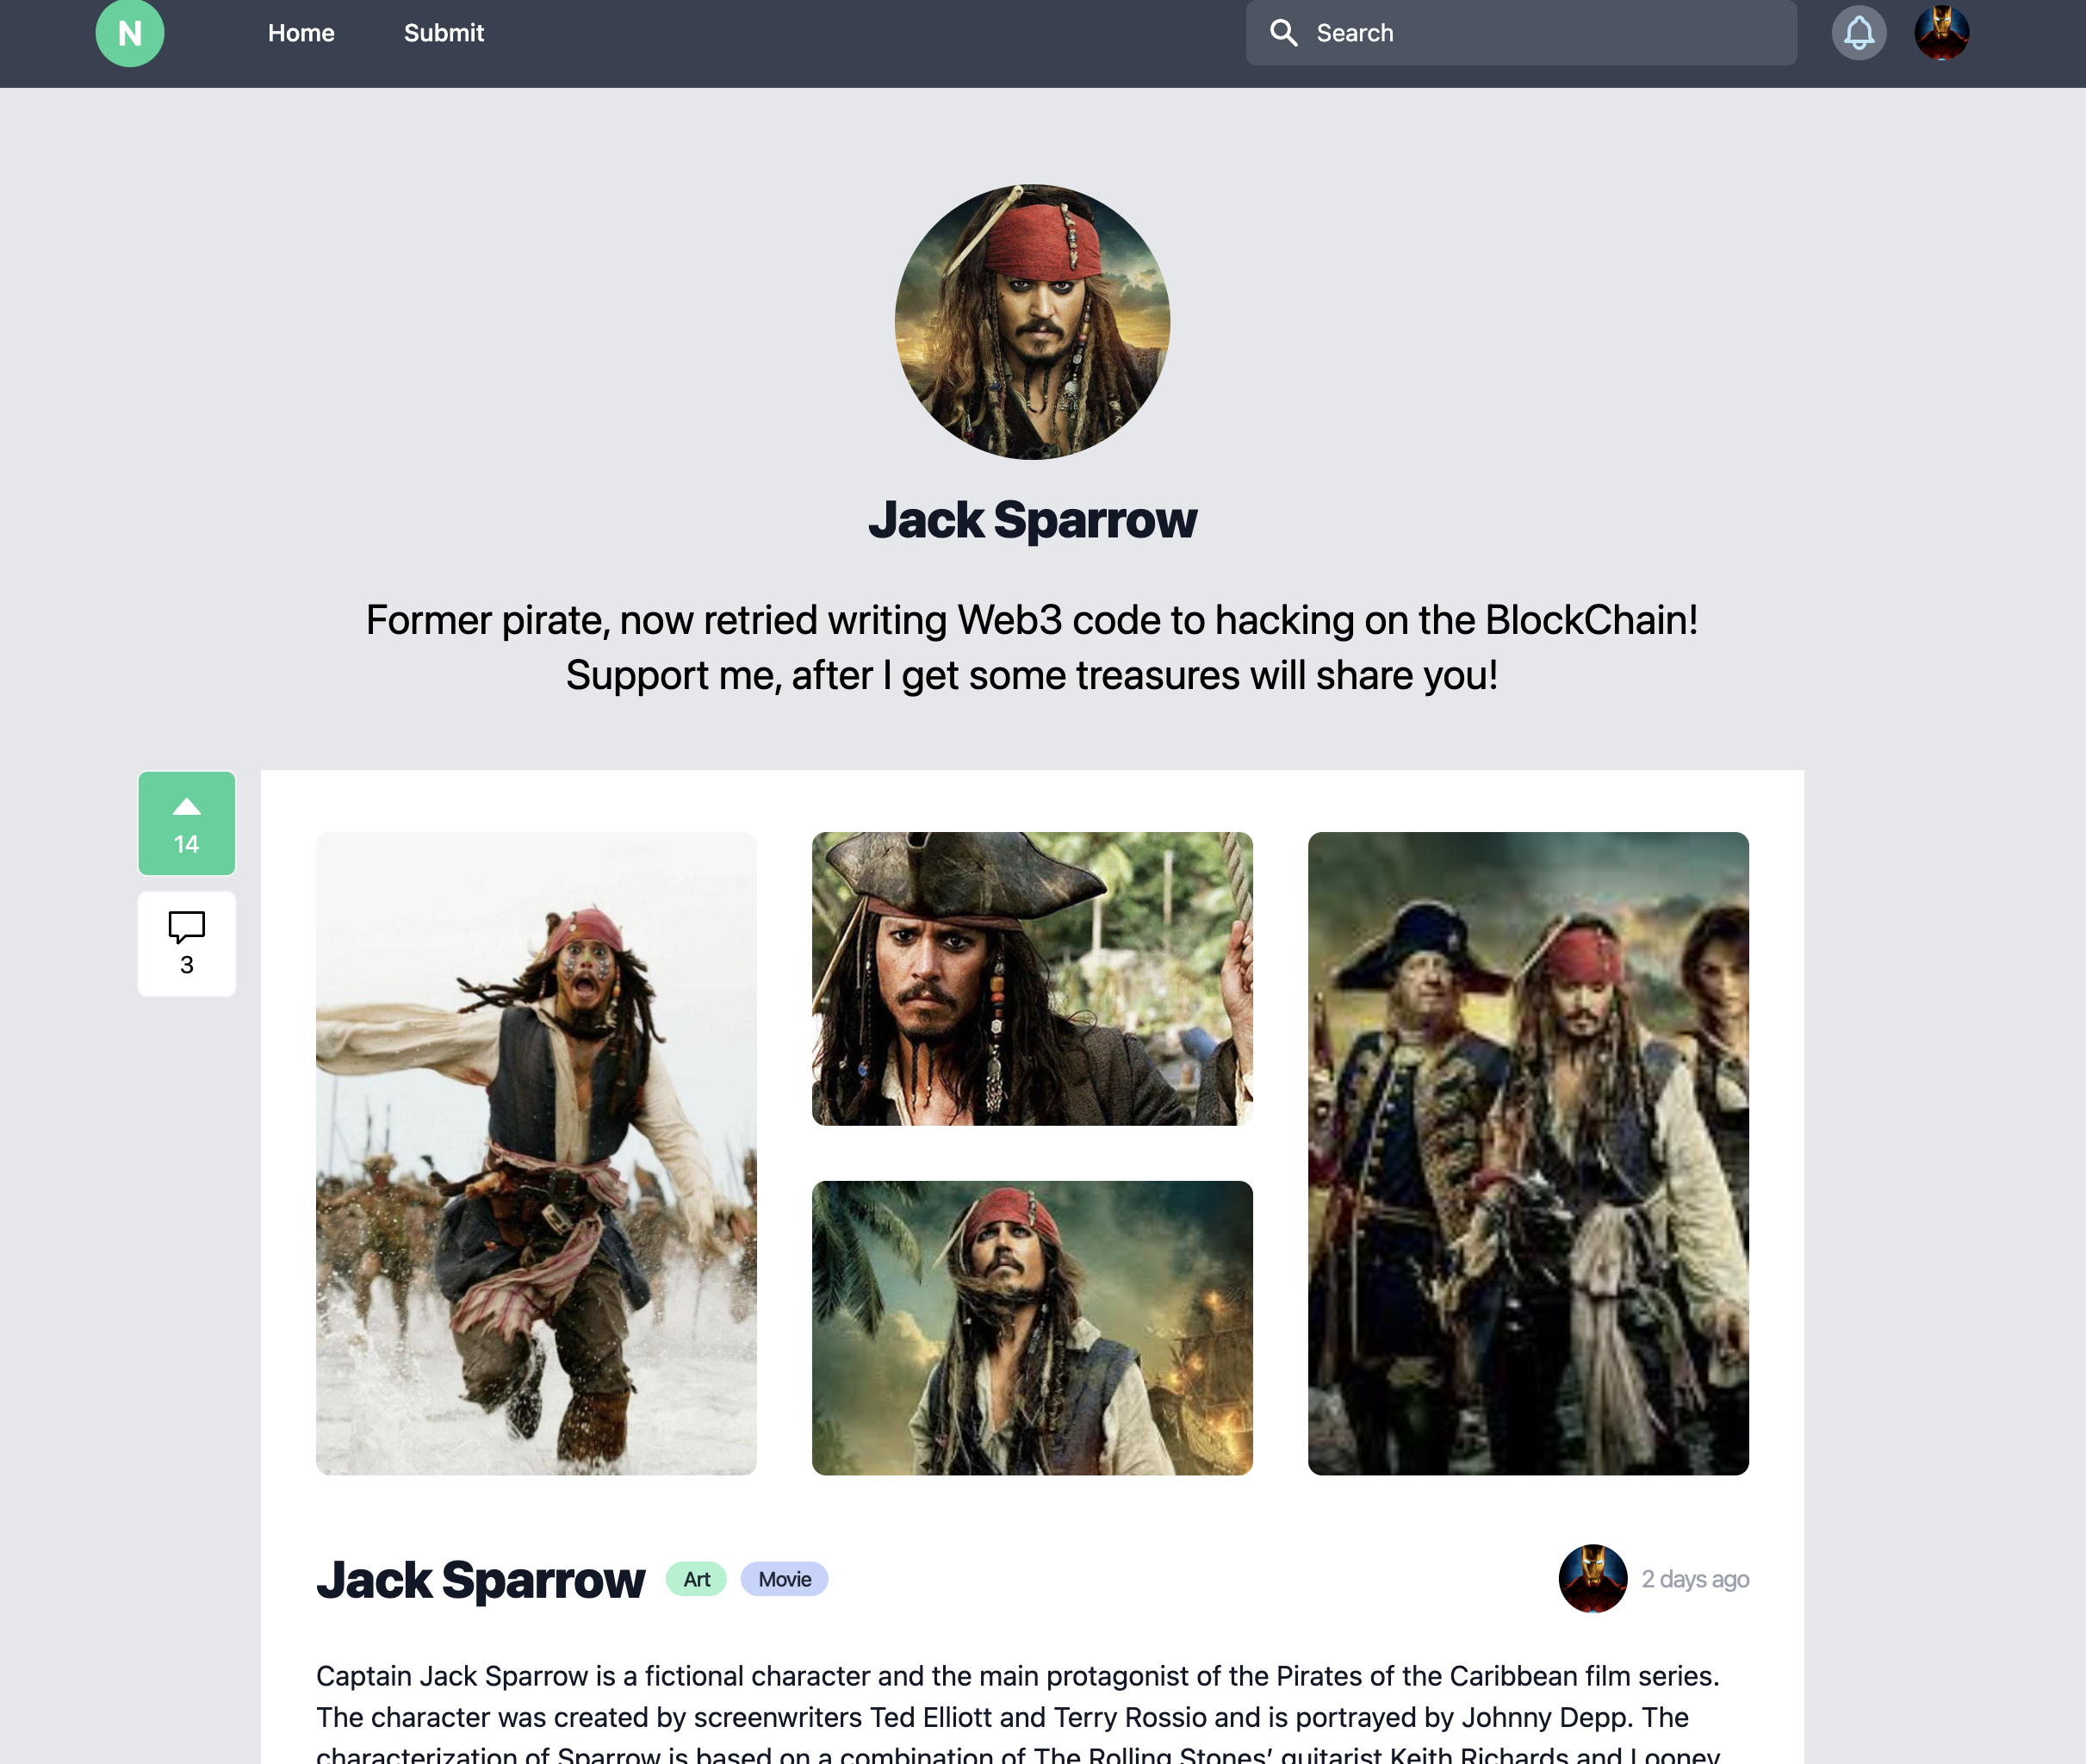 N
Home
Submit
Search
Jack Sparrow
Former pirate, now retried writing Web3 code to hacking on the BlockChain!
Support me, after I get some treasures will share you!
14
3
Jack Sparrow
Art
Movie
2 days ago
Captain Jack Sparrow is a fictional character and the main protagonist of the Pirates of the Caribbean film series.
The character was created by screenwriters Ted Elliott and Terry Rossio and is portrayed by Johnny Depp. The
characterization of Sparrow is based on a combination of The Rolling Stones’ guitarist Keith Richards and Looney